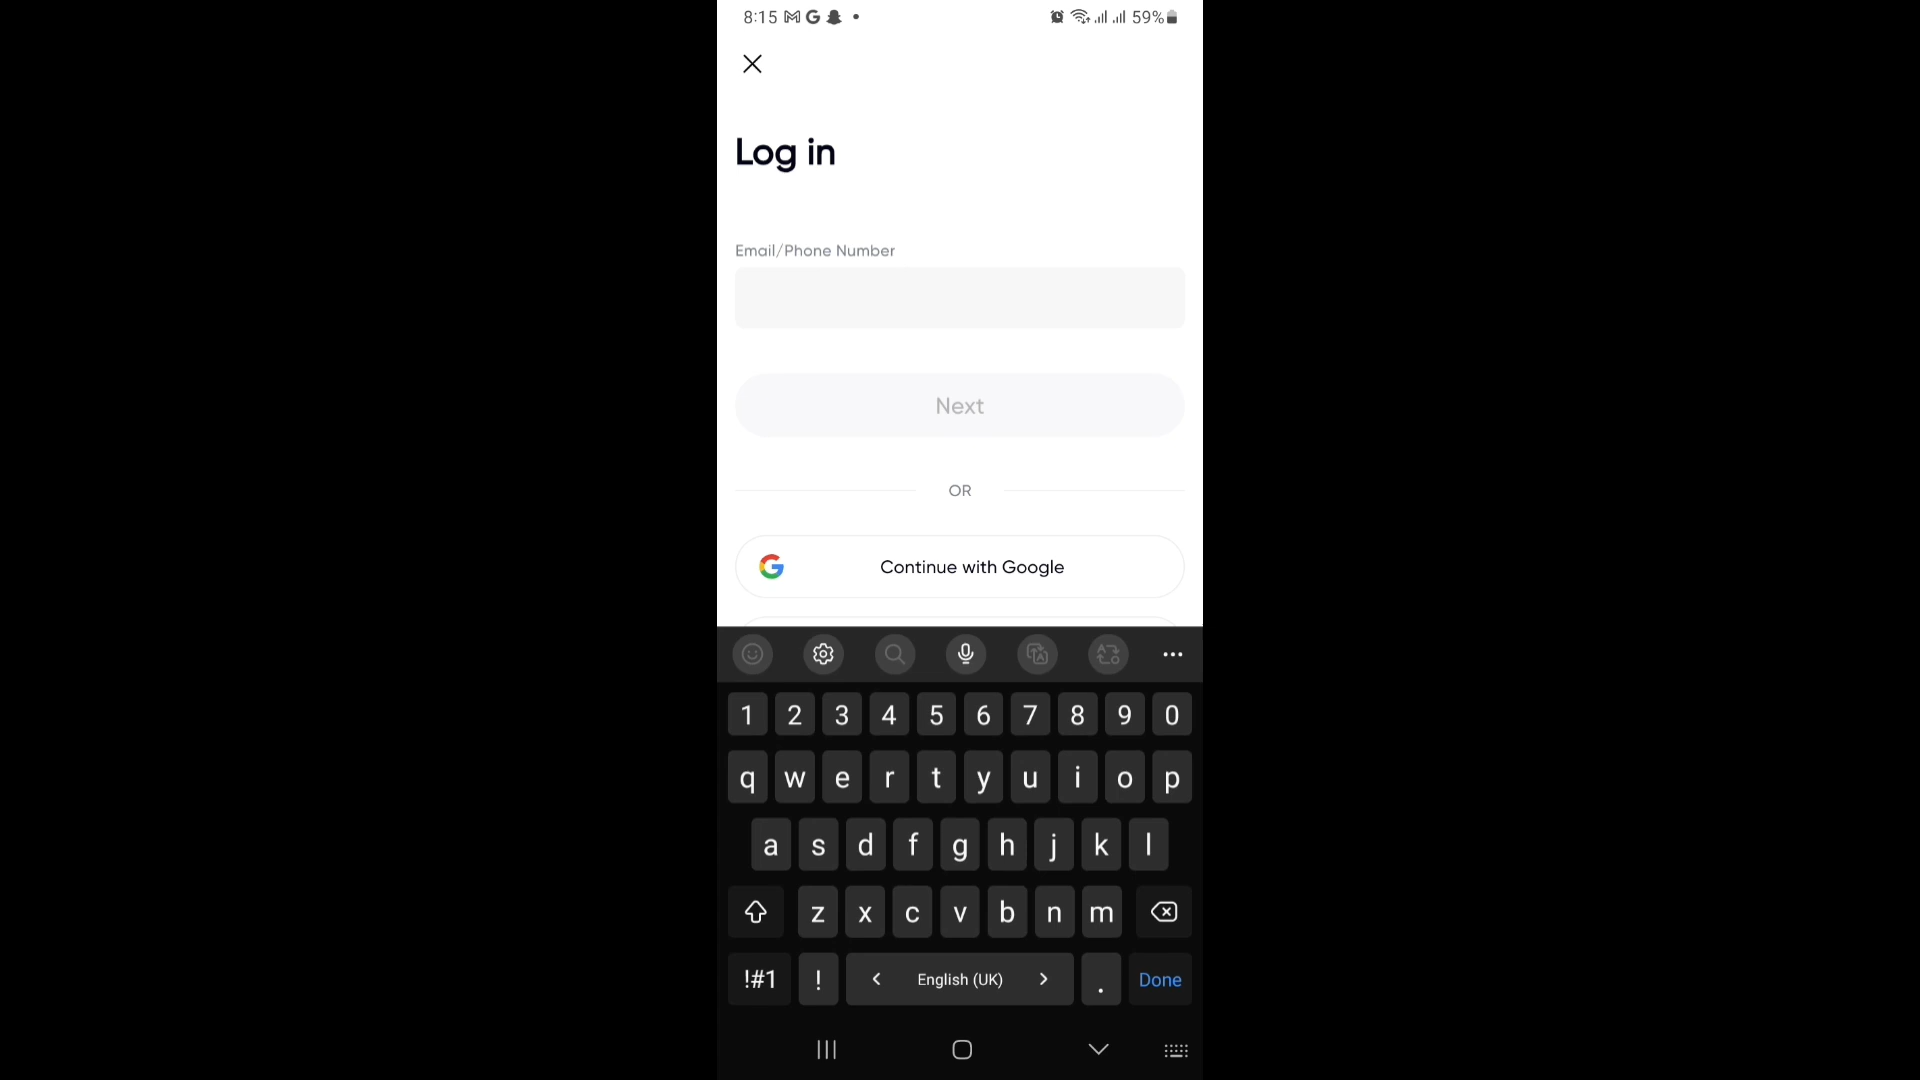 8:15
59%
Log in
Email/Phone Number
Next
OR
Continue with Google
1 2 3 4 5 6 7 8 9 0
q w e r t y u i o p
a s d f g h j k l
z x c v b n m
!#1 ! < English (UK) > . Done